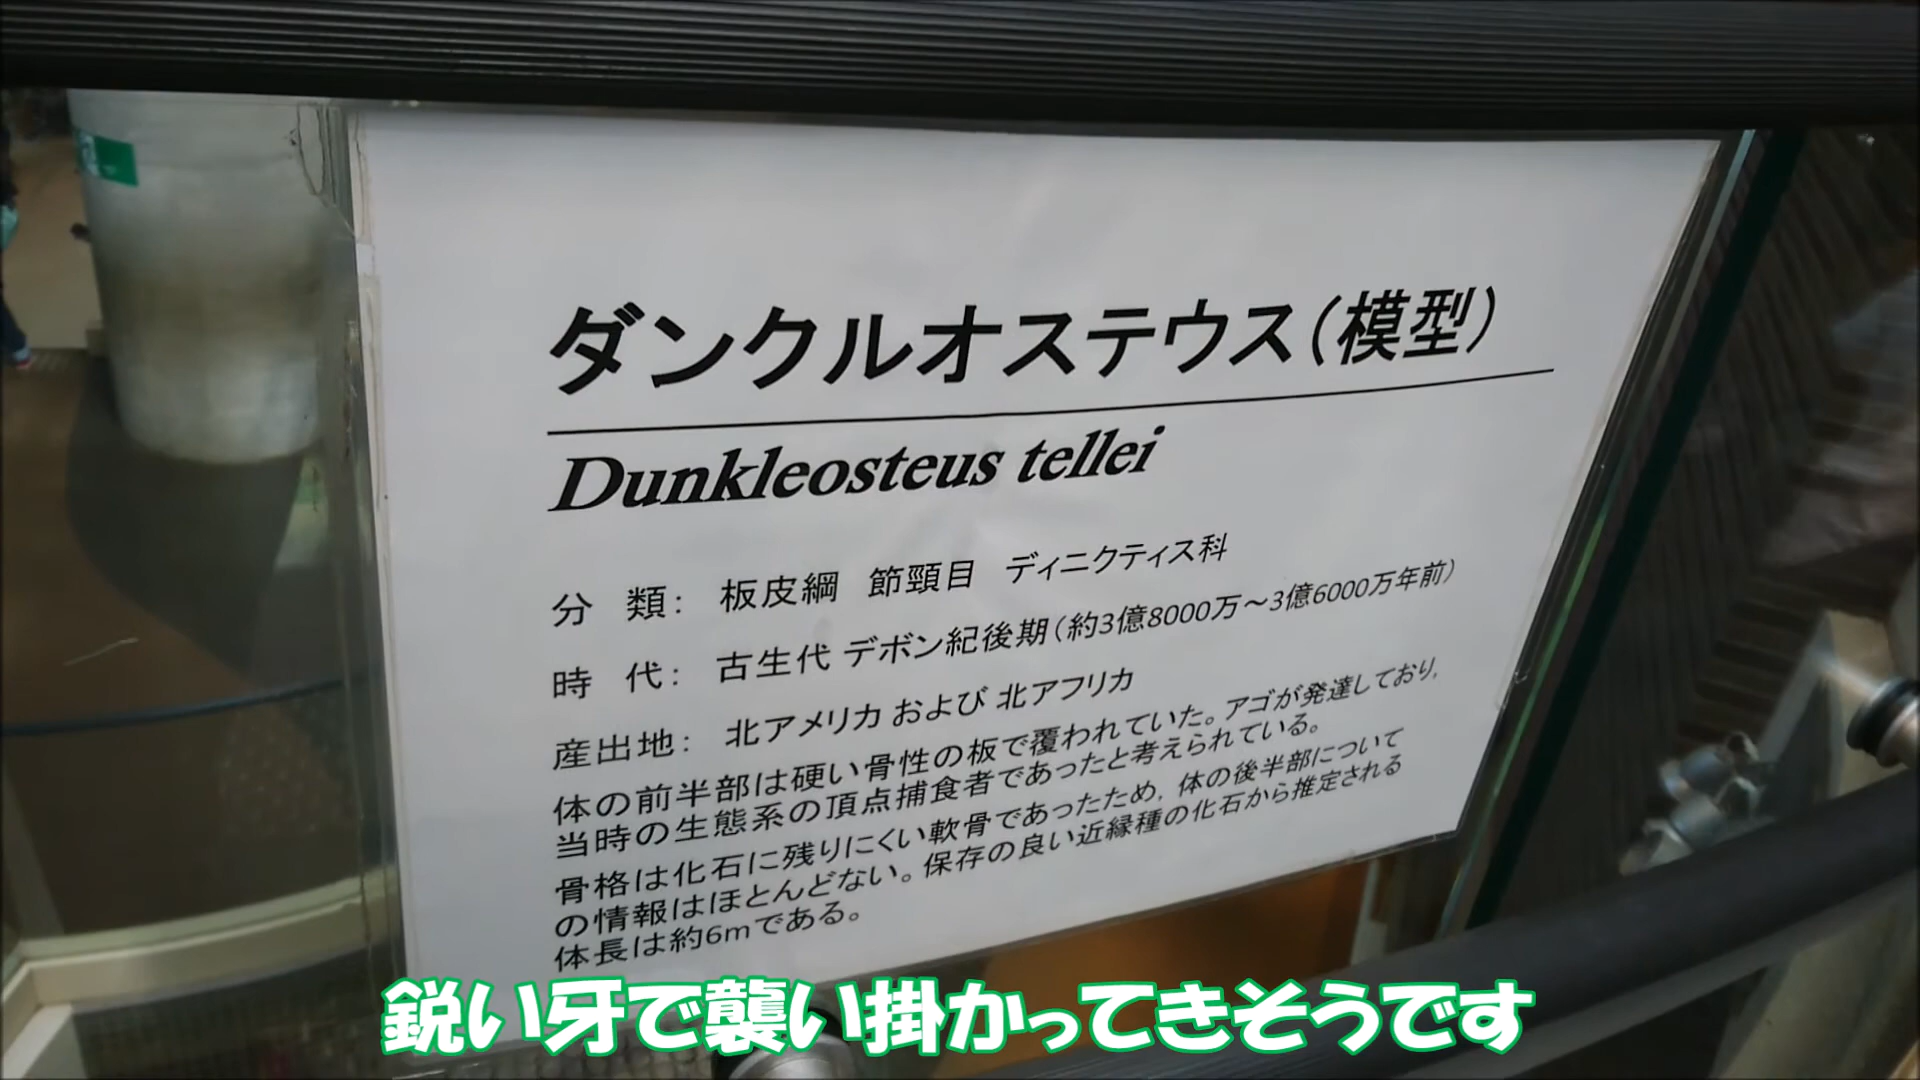 ダンクルオステウス(模型)
Dunkleosteus tellei
分 類: 板皮綱 節頸目 ディニクティス科
時 代: 古生代 デボン紀後期(約3億8000万～3億6000万年前)
産出地: 北アメリカ および 北アフリカ
体の前半部は硬い骨性の板で覆われていた。アゴが発達しており,
当時の生態系の頂点捕食者であったと考えられている。
骨格は化石に残りにくい軟骨であったため, 体の後半部について
の情報はほとんどない。保存の良い近縁種の化石から推定される
体長は約6mである。
鋭い牙で襲い掛かってきそうです